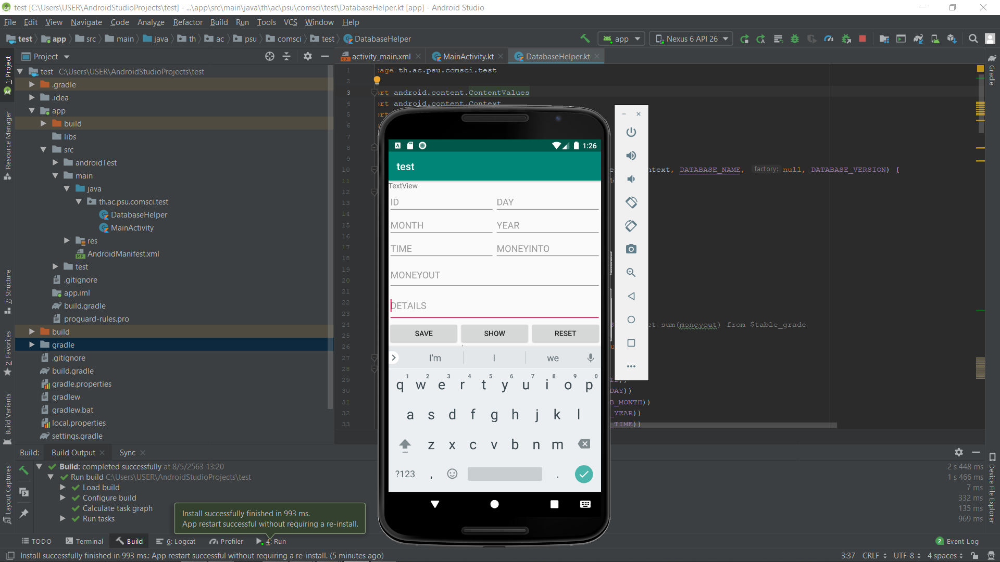 test [C:\Users\USER\AndroidStudioProjects\test] - ...\app\src\main\java\th\ac\psu\comsci\test\DatabaseHelper.kt [app] - Android Studio
File Edit View Navigate Code Analyze Refactor Build Run Tools VCS Window Help
test app src main java th ac psu comsci test DatabaseHelper
app Nexus 6 API 26
Project
activity_main.xml MainActivity.kt DatabaseHelper.kt
test C:\Users\USER\AndroidStudioProjects\test
.gradle
.idea
app
build
libs
src
androidTest
main
java
th.ac.psu.comsci.test
DatabaseHelper
MainActivity
res
AndroidManifest.xml
test
.gitignore
app.iml
build.gradle
proguard-rules.pro
build
gradle
.gitignore
build.gradle
gradle.properties
gradlew
gradlew.bat
local.properties
settings.gradle
1: Project
Resource Manager
7: Structure
2: Favorites
Build Variants
Layout Captures
1 age th.ac.psu.comsci.test
2
3 ort android.content.ContentValues
4 ort android.content.Context
5 ort
6
7
8
9
10 ntext, DATABASE_NAME, factory: null, DATABASE_VERSION) {
11
12
13
14
15
16
17
18
19
20
21
22
23
24 ct sum(moneyout) from $table_grade
25
26
27
28
29 ID))
30 DAY))
31 B_MONTH))
32 _YEAR))
33 _TIME))
1:26
test
TextView
ID DAY
MONTH YEAR
TIME MONEYINTO
MONEYOUT
DETAILS
SAVE SHOW RESET
I'm I we
1 2 3 4 5 6 7 8 9 0
q w e r t y u i o p
a s d f g h j k l
z x c v b n m
?123 , .
Gradle
Device File Explorer
Build: Build Output Sync
Build: completed successfully at 8/5/2563 13:20 2 s 448 ms
Run build C:\Users\USER\AndroidStudioProjects\test 1 s 466 ms
Load build 7 ms
Configure build 332 ms
Calculate task graph 135 ms
Run tasks 969 ms
Install successfully finished in 993 ms.
App restart successful without requiring a re-install.
TODO Terminal Build 6: Logcat Profiler 4: Run 2 Event Log
Install successfully finished in 993 ms.: App restart successful without requiring a re-install. (5 minutes ago) 3:37 CRLF UTF-8 4 spaces